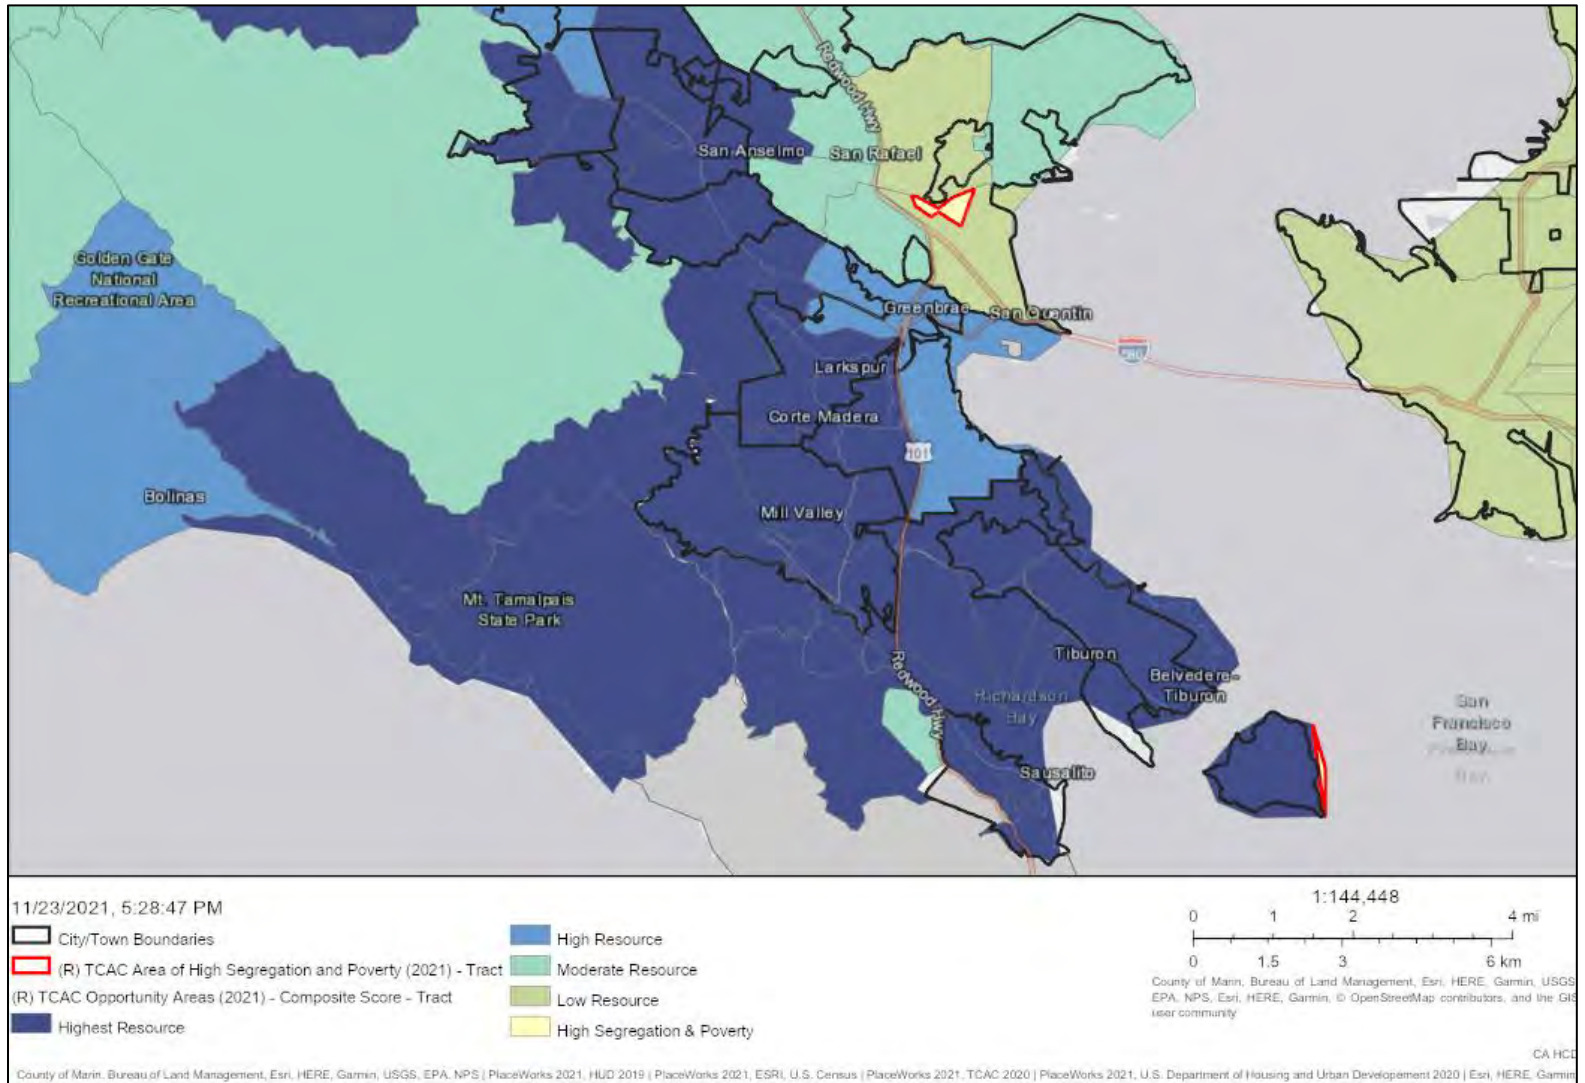 Redwood Hwy
San Anselmo
San Rafael
Golden Gate
National
Recreational Area
Greenbrae
San Quentin
580
Larkspur
Corte Madera
101
Bolinas
Mill Valley
Mt. Tamalpais
State Park
Tiburon
Belvedere-
Tiburon
Redwood Hwy
Richardson
Bay
San
Francisco
Bay
Sausalito
11/23/2021, 5:28:47 PM
City/Town Boundaries
(R) TCAC Area of High Segregation and Poverty (2021) - Tract
(R) TCAC Opportunity Areas (2021) - Composite Score - Tract
Highest Resource
High Resource
Moderate Resource
Low Resource
High Segregation & Poverty
1:144,448
0 1 2 4 mi
0 1.5 3 6 km
County of Marin, Bureau of Land Management, Esri, HERE, Garmin, USGS
EPA, NPS, Esri, HERE, Garmin, © OpenStreetMap contributors, and the GIS
user community
CA HCD
County of Marin, Bureau of Land Management, Esri, HERE, Garmin, USGS, EPA, NPS | PlaceWorks 2021, HUD 2019 | PlaceWorks 2021, ESRI, U.S. Census | PlaceWorks 2021, TCAC 2020 | PlaceWorks 2021, U.S. Department of Housing and Urban Developement 2020 | Esri, HERE, Garmin